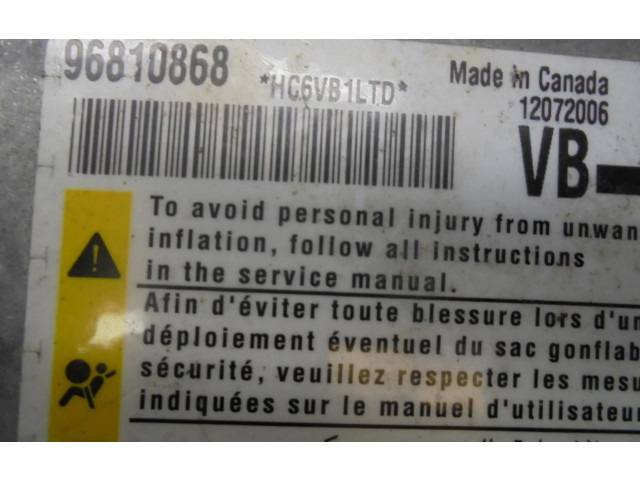 96810868
*HC6VB1LTD*
Made in Canada
12072006
VB
To avoid personal injury from unwan
inflation, follow all instructions
in the service manual.
Afin d'éviter toute blessure lors d'un
déploiement éventuel du sac gonflab
sécurité, veuillez respecter les mesu
indiquées sur le manuel d'utilisateu